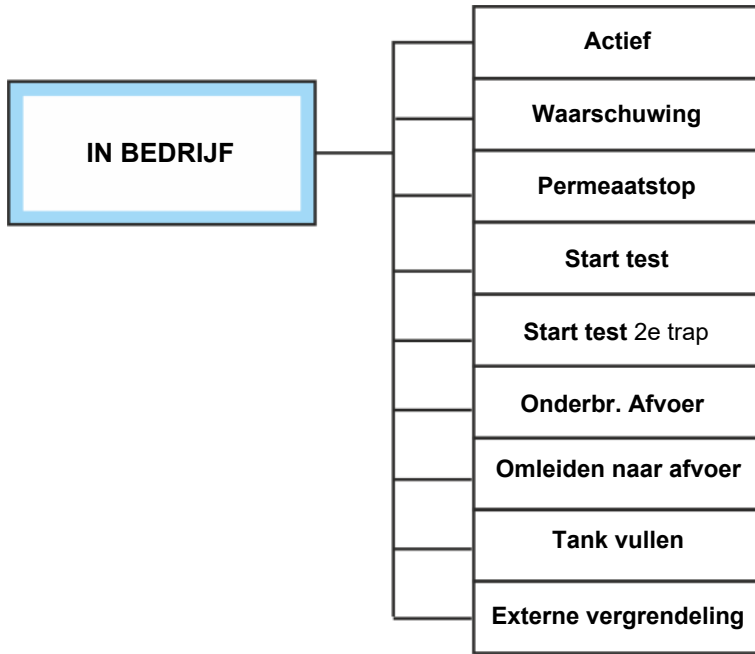 IN BEDRIJF
Actief
Waarschuwing
Permeaatstop
Start test
Start test 2e trap
Onderbr. Afvoer
Omleiden naar afvoer
Tank vullen
Externe vergrendeling